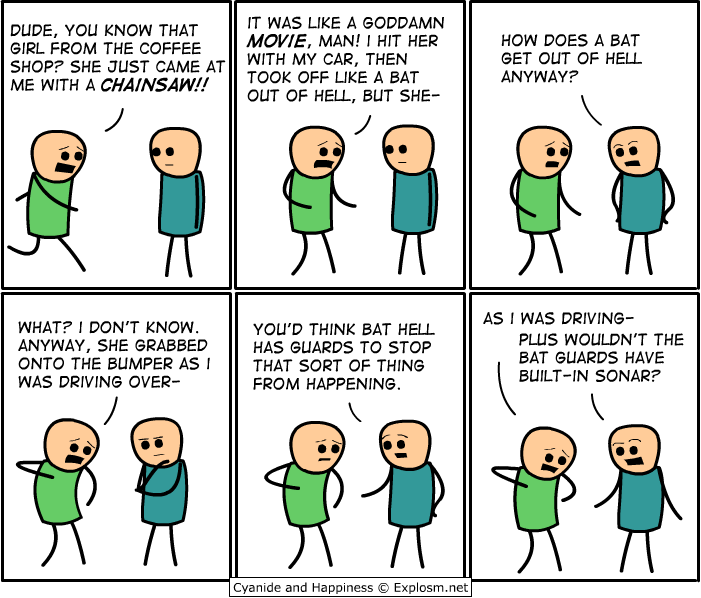 DUDE, YOU KNOW THAT
GIRL FROM THE COFFEE
SHOP? SHE JUST CAME AT
ME WITH A CHAINSAW!!
IT WAS LIKE A GODDAMN
MOVIE, MAN! I HIT HER
WITH MY CAR, THEN
TOOK OFF LIKE A BAT
OUT OF HELL, BUT SHE-
HOW DOES A BAT
GET OUT OF HELL
ANYWAY?
WHAT? I DON'T KNOW.
ANYWAY, SHE GRABBED
ONTO THE BUMPER AS I
WAS DRIVING OVER-
YOU'D THINK BAT HELL
HAS GUARDS TO STOP
THAT SORT OF THING
FROM HAPPENING.
AS I WAS DRIVING-
PLUS WOULDN'T THE
BAT GUARDS HAVE
BUILT-IN SONAR?
Cyanide and Happiness © Explosm.net